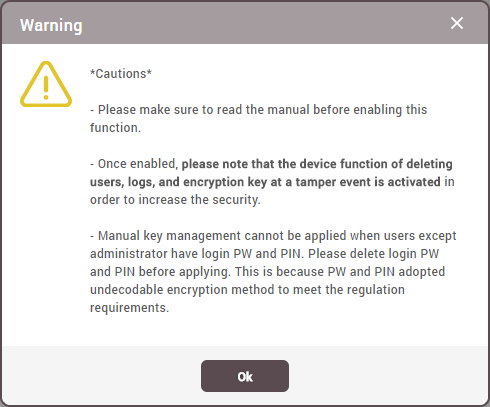 Warning
*Cautions*
- Please make sure to read the manual before enabling this
function.
- Once enabled, please note that the device function of deleting
users, logs, and encryption key at a tamper event is activated in
order to increase the security.
- Manual key management cannot be applied when users except
administrator have login PW and PIN. Please delete login PW
and PIN before applying. This is because PW and PIN adopted
undecodable encryption method to meet the regulation
requirements.
Ok